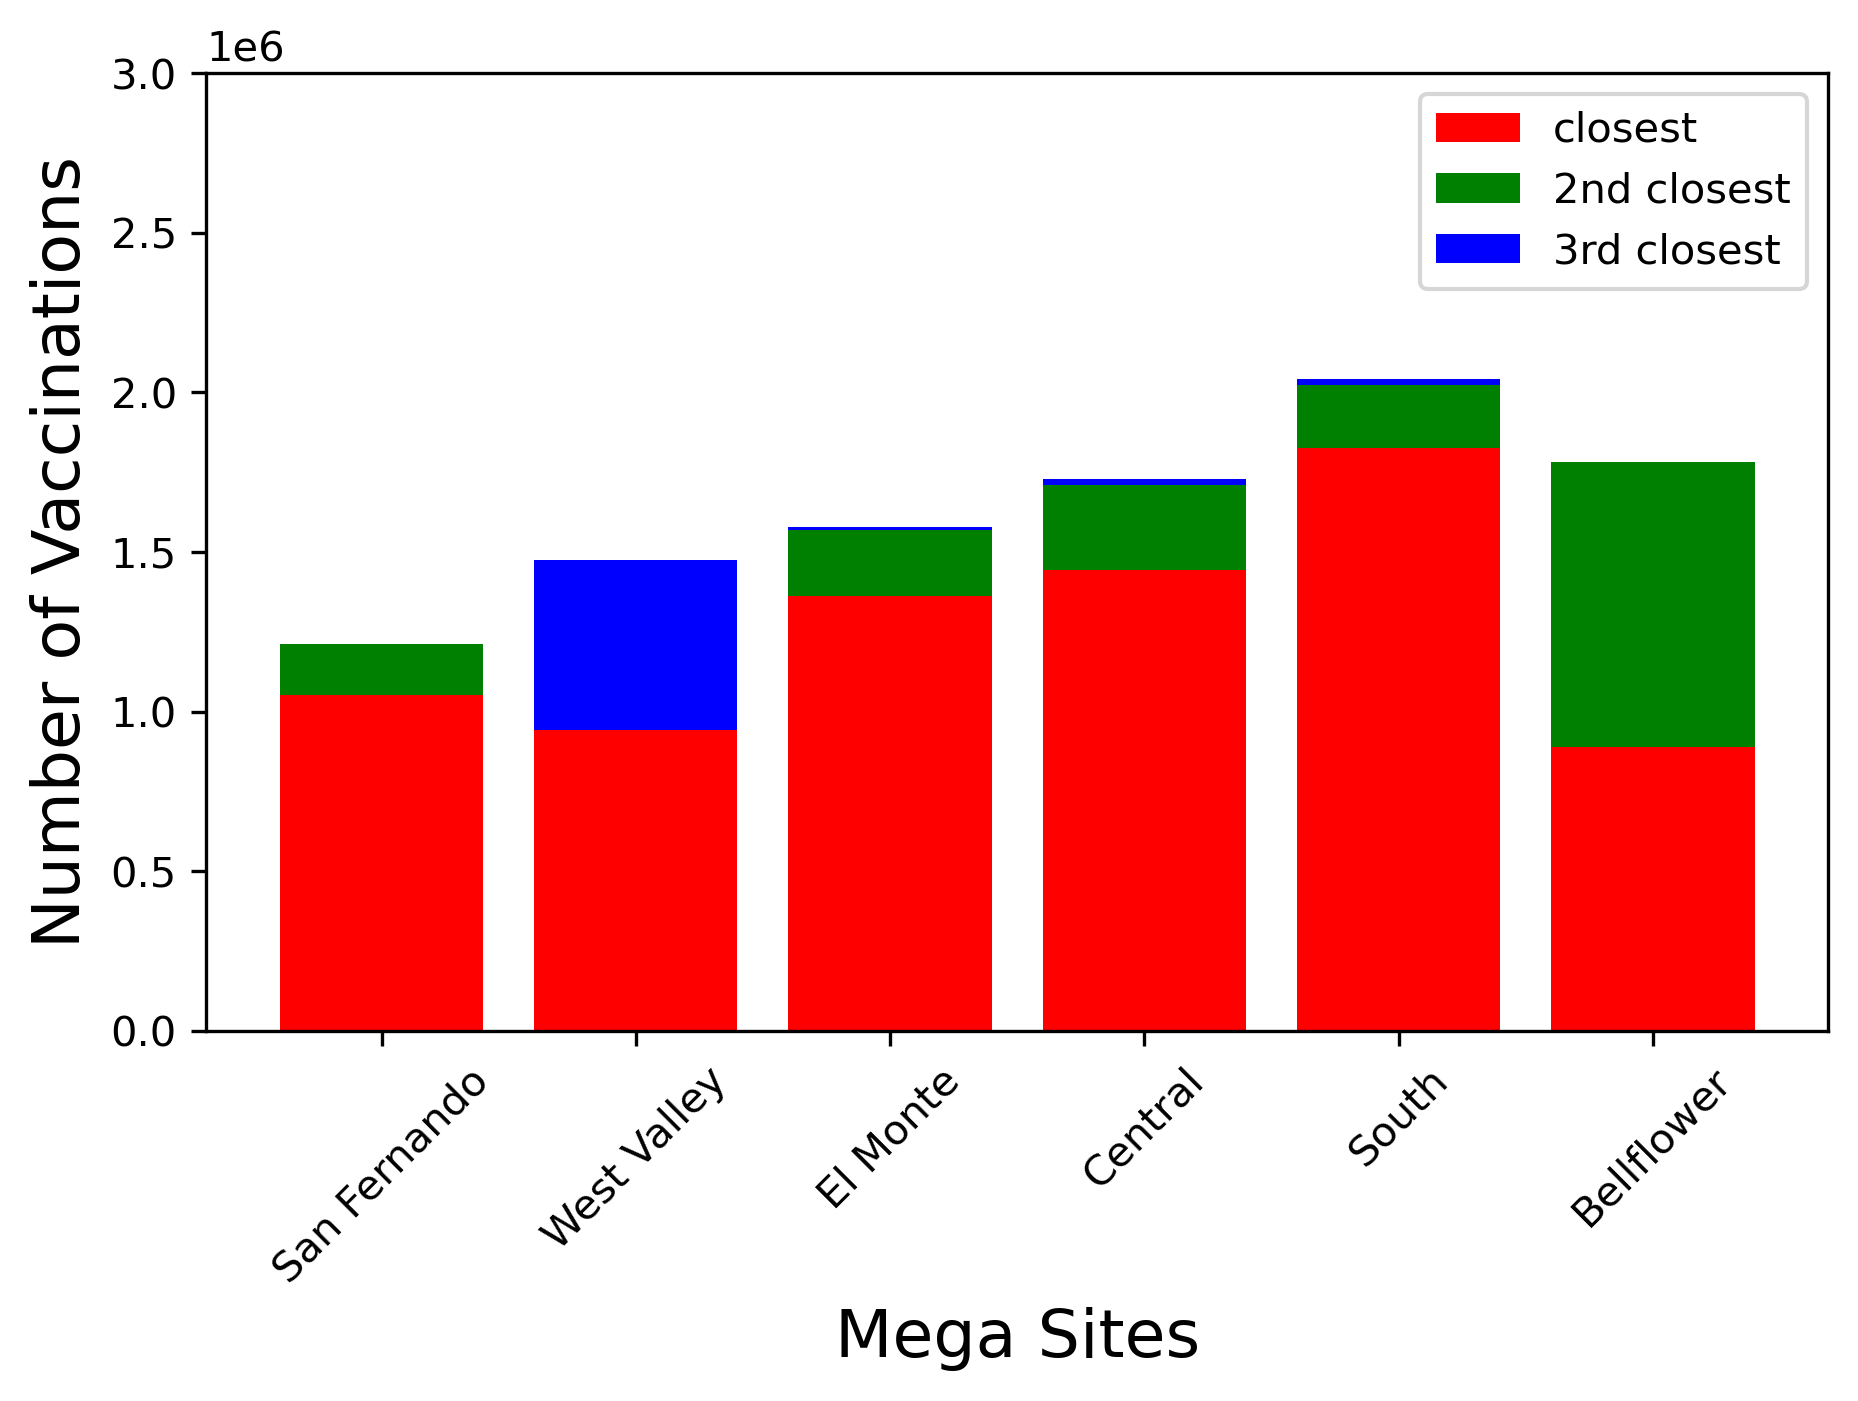 1e6
3.0
2.5
2.0
1.5
1.0
0.5
0.0
Number of Vaccinations
closest
2nd closest
3rd closest
San Fernando
West Valley
El Monte
Central
South
Bellflower
Mega Sites